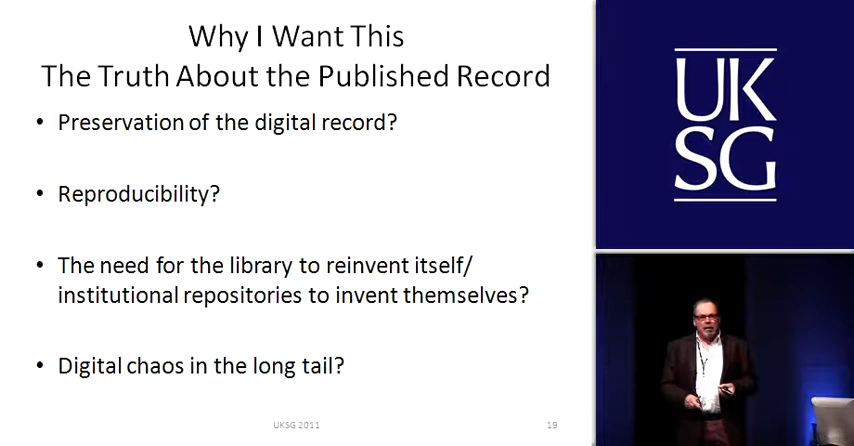 Why I Want This
The Truth About the Published Record
• Preservation of the digital record?
• Reproducibility?
• The need for the library to reinvent itself/
institutional repositories to invent themselves?
• Digital chaos in the long tail?
UKSG 2011
19
UK
SG